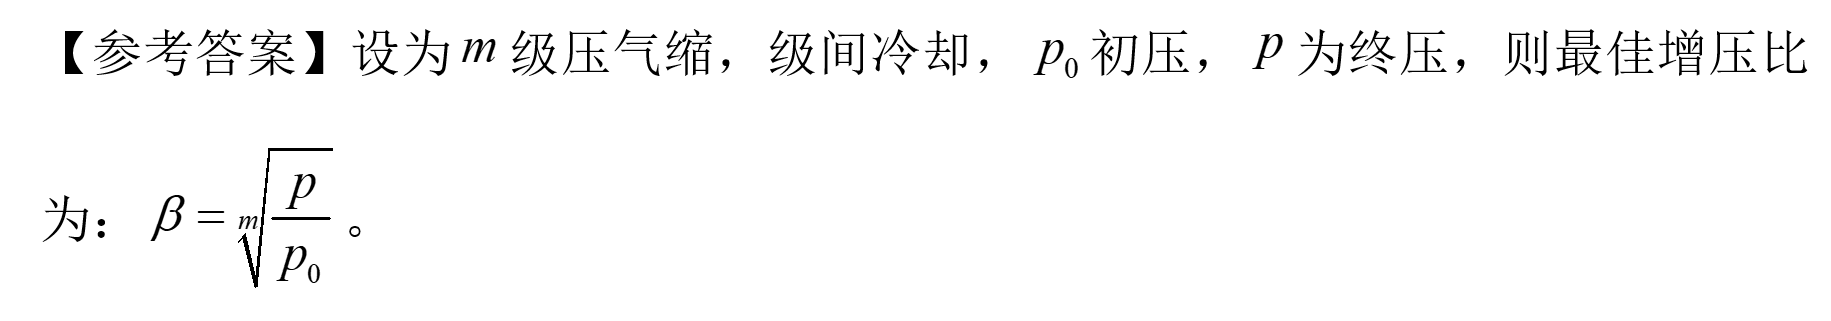 【参考答案】设为 m 级压气缩，级间冷却， p₀ 初压， p 为终压，则最佳增压比
为： $\beta = \sqrt[m]{\frac{p}{p_0}}$ 。